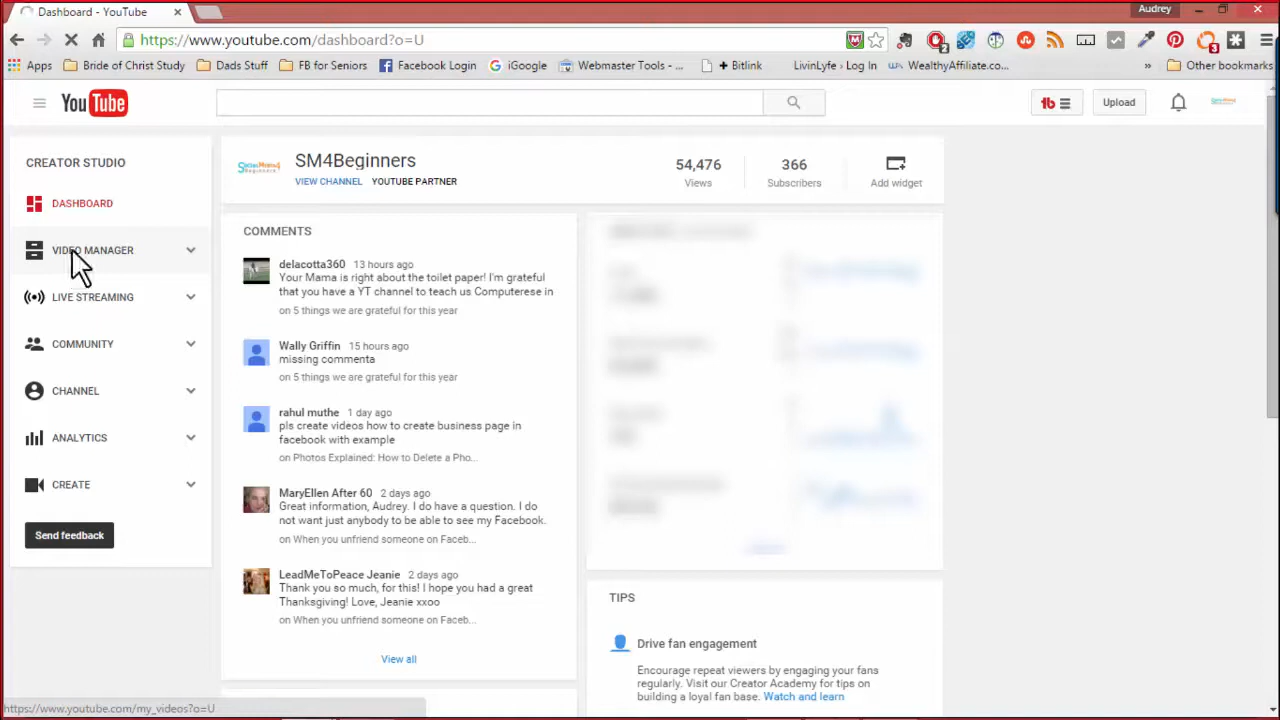 Dashboard - YouTube
Audrey
https://www.youtube.com/dashboard?o=U
Apps
Bride of Christ Study
Dads Stuff
FB for Seniors
Facebook Login
iGoogle
Webmaster Tools - ...
+ Bitlink
LivinLyfe › Log In
WealthyAffiliate.co...
»
Other bookmarks
You Tube
Upload
CREATOR STUDIO
DASHBOARD
VIDEO MANAGER
LIVE STREAMING
COMMUNITY
CHANNEL
ANALYTICS
CREATE
Send feedback
SM4Beginners
VIEW CHANNEL YOUTUBE PARTNER
54,476
Views
366
Subscribers
Add widget
COMMENTS
delacotta360 13 hours ago
Your Mama is right about the toilet paper! I'm grateful
that you have a YT channel to teach us Computerese in
on 5 things we are grateful for this year
Wally Griffin 15 hours ago
missing commenta
on 5 things we are grateful for this year
rahul muthe 1 day ago
pls create videos how to create business page in
facebook with example
on Photos Explained: How to Delete a Pho...
MaryEllen After 60 2 days ago
Great information, Audrey. I do have a question. I do
not want just anybody to be able to see my Facebook.
on When you unfriend someone on Faceb...
LeadMeToPeace Jeanie 2 days ago
Thank you so much, for this! I hope you had a great
Thanksgiving! Love, Jeanie xxoo
on When you unfriend someone on Faceb...
View all
TIPS
Drive fan engagement
Encourage repeat viewers by engaging your fans
regularly. Visit our Creator Academy for tips on
building a loyal fan base. Watch and learn
https://www.youtube.com/my_videos?o=U